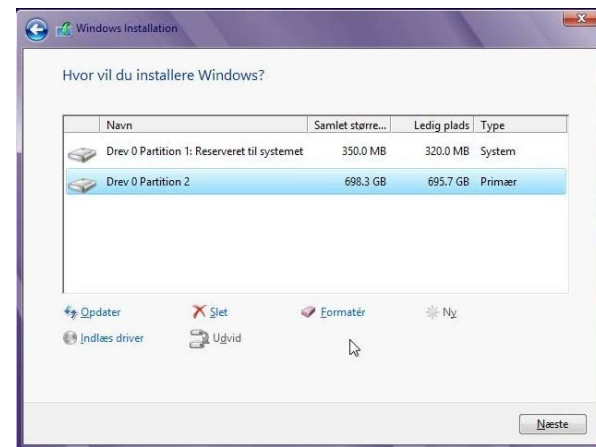 Windows Installation
Hvor vil du installere Windows?
Navn Samlet større... Ledig plads Type
Drev 0 Partition 1: Reserveret til systemet 350.0 MB 320.0 MB System
Drev 0 Partition 2 698.3 GB 695.7 GB Primær
Opdater Slet Formatér Ny
Indlæs driver Udvid
Næste